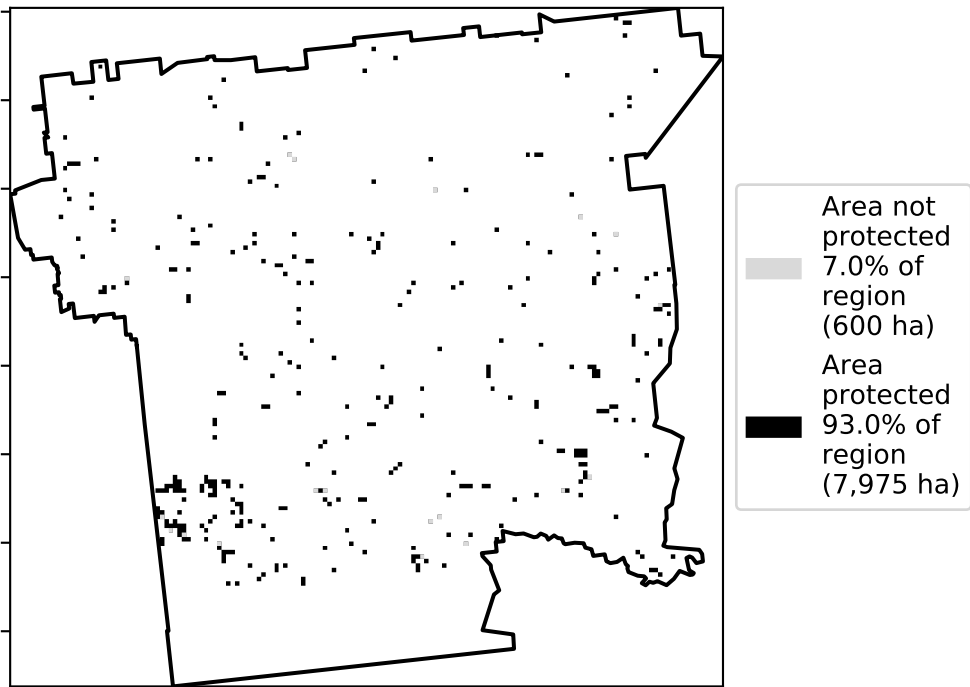 Area not
protected
7.0% of
region
(600 ha)
Area
protected
93.0% of
region
(7,975 ha)